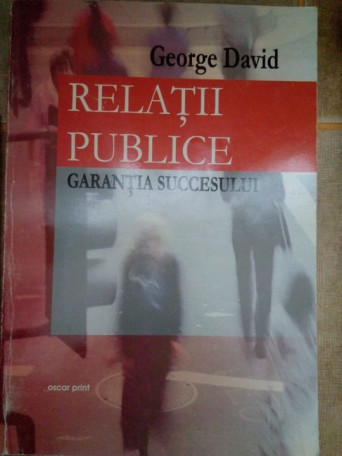 George David
RELAȚII
PUBLICE
GARANȚIA SUCCESULUI
oscar print